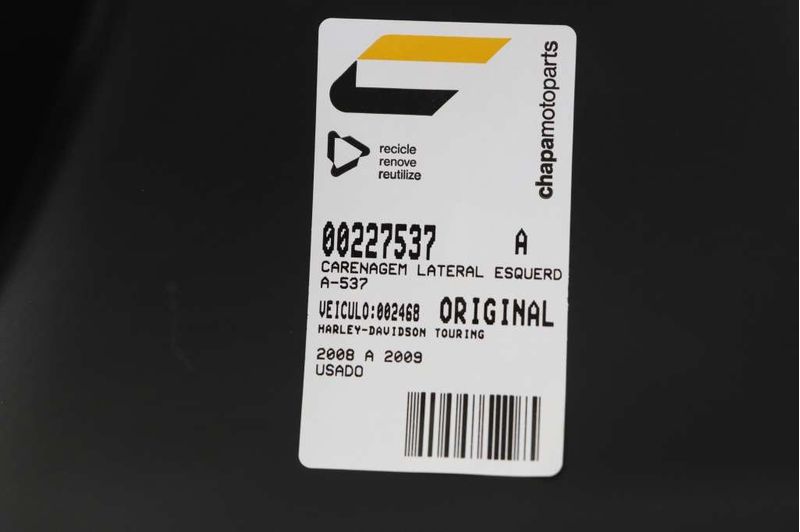 chapamotoparts
recicle
renove
reutilize
00227537 A
CARENAGEM LATERAL ESQUERD
A-537
VEICULO:002468 ORIGINAL
HARLEY-DAVIDSON TOURING
2008 A 2009
USADO